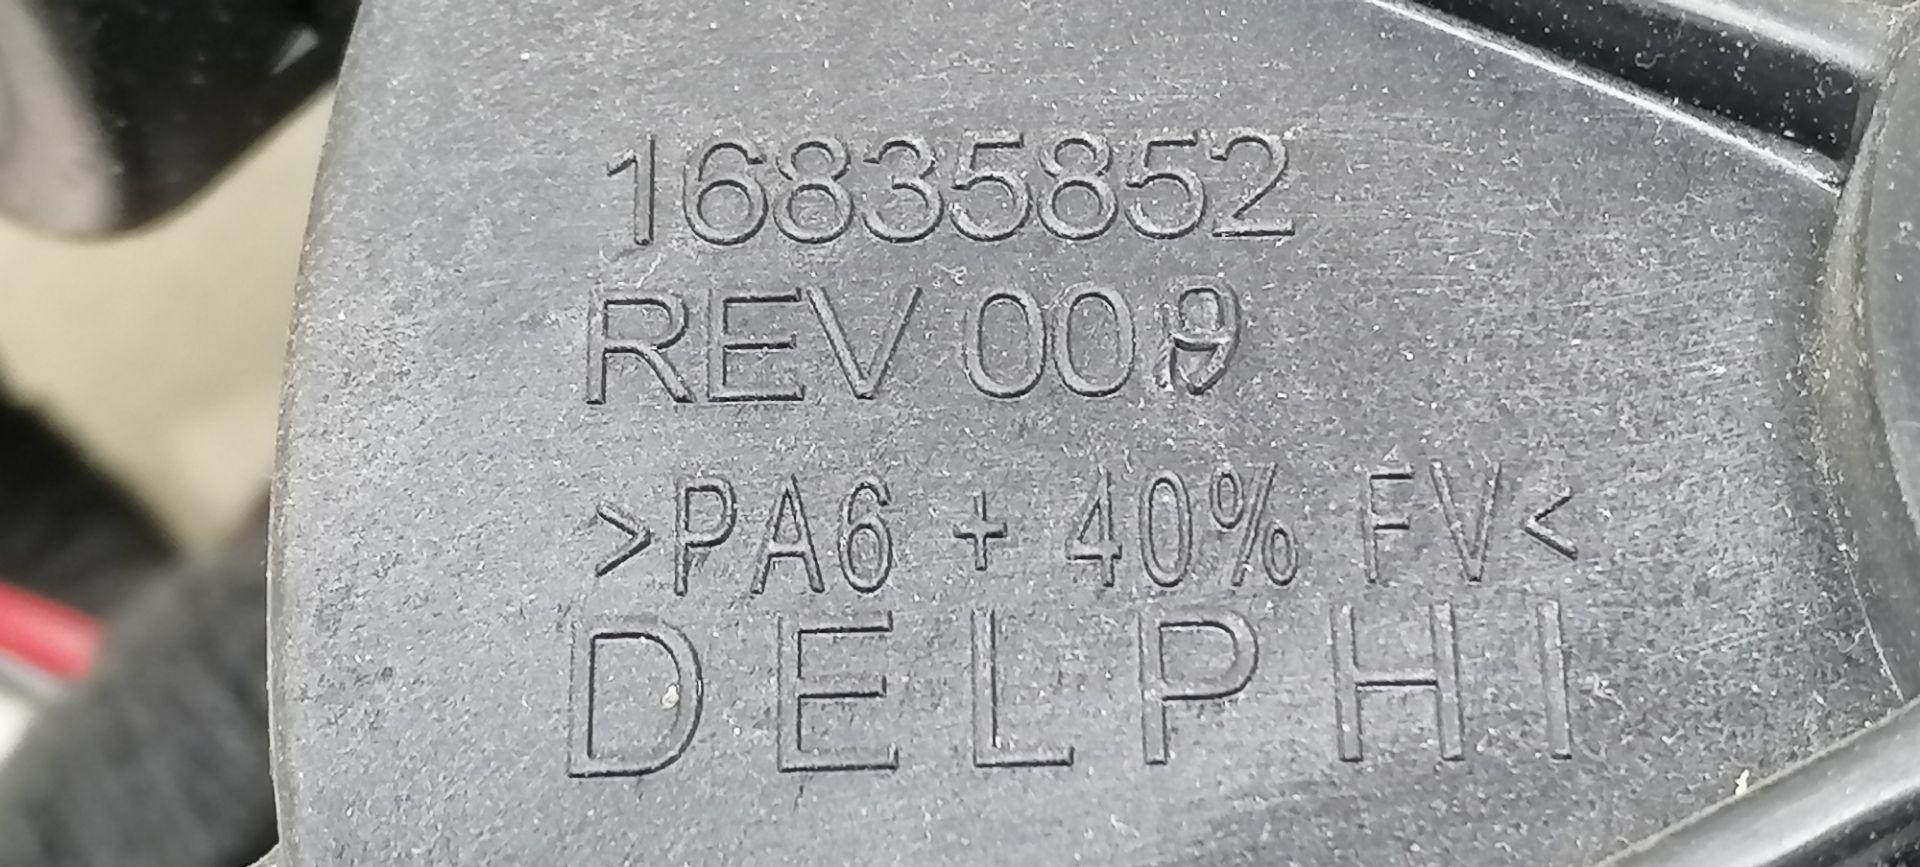 16835852
REV 009
>PA6 + 40% FV<
DELPHI